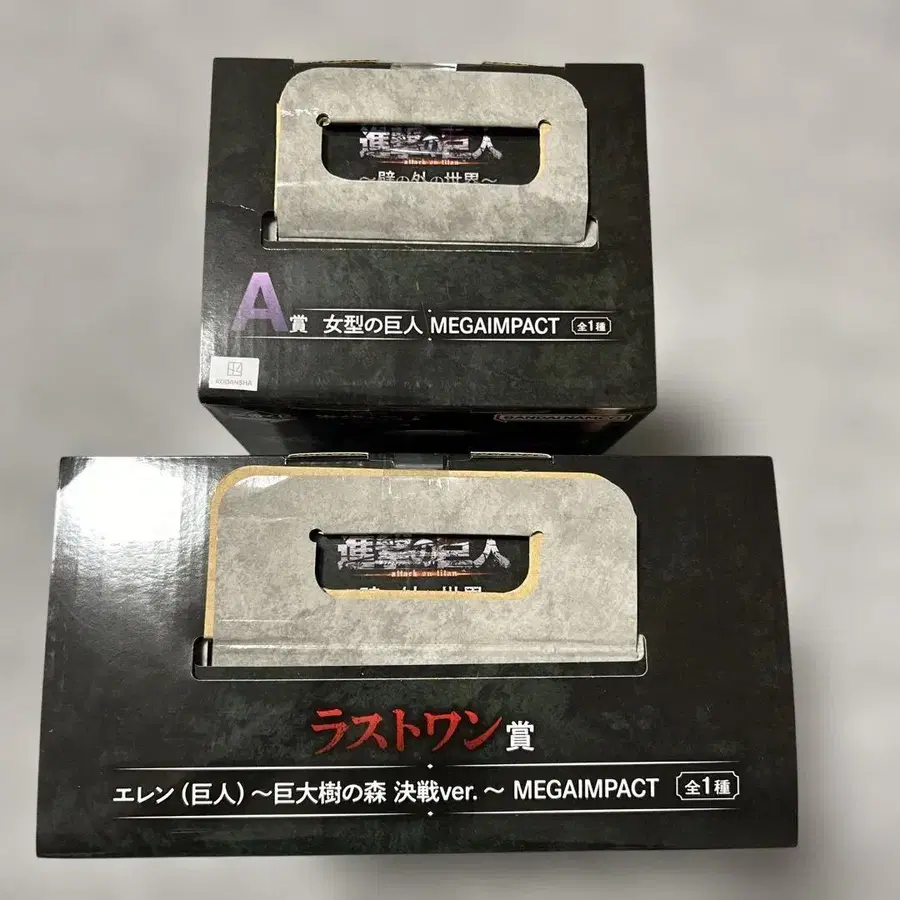 進撃の巨人
attack on titan
～壁の外の世界～
A賞 女型の巨人 MEGAIMPACT 全1種
KODANSHA
BANDAI NAMCO
進撃の巨人
attack on titan
ラストワン賞
エレン（巨人）～巨大樹の森 決戦ver.～ MEGAIMPACT 全1種